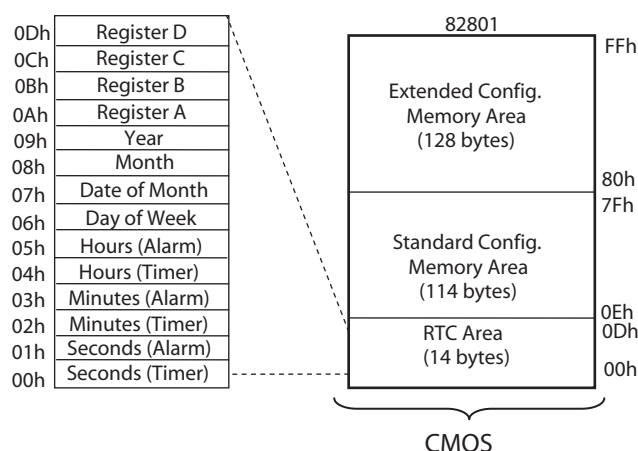 0Dh Register D
0Ch Register C
0Bh Register B
0Ah Register A
09h Year
08h Month
07h Date of Month
06h Day of Week
05h Hours (Alarm)
04h Hours (Timer)
03h Minutes (Alarm)
02h Minutes (Timer)
01h Seconds (Alarm)
00h Seconds (Timer)
82801
FFh
Extended Config.
Memory Area
(128 bytes)
80h
7Fh
Standard Config.
Memory Area
(114 bytes)
0Eh
0Dh
RTC Area
(14 bytes)
00h
CMOS